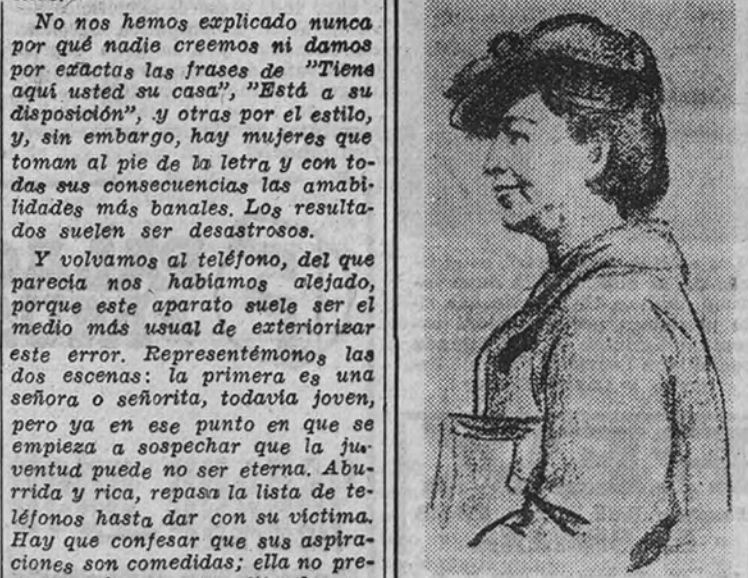 No nos hemos explicado nunca
por qué nadie creemos ni damos
por exactas las frases de "Tiene
aquí usted su casa", "Está a su
disposición", y otras por el estilo,
y, sin embargo, hay mujeres que
toman al pie de la letra y con to-
das sus consecuencias las amabi-
lidades más banales. Los resulta-
dos suelen ser desastrosos.
Y volvamos al teléfono, del que
parecía nos habíamos alejado,
porque este aparato suele ser el
medio más usual de exteriorizar
este error. Representémonos las
dos escenas: la primera es una
señora o señorita, todavía joven,
pero ya en ese punto en que se
empieza a sospechar que la ju-
ventud puede no ser eterna. Abu-
rrida y rica, repasa la lista de te-
léfonos hasta dar con su víctima.
Hay que confesar que sus aspira-
ciones son comedidas; ella no pre-